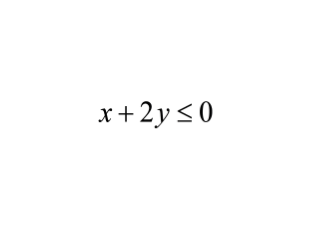 x + 2y ≤ 0